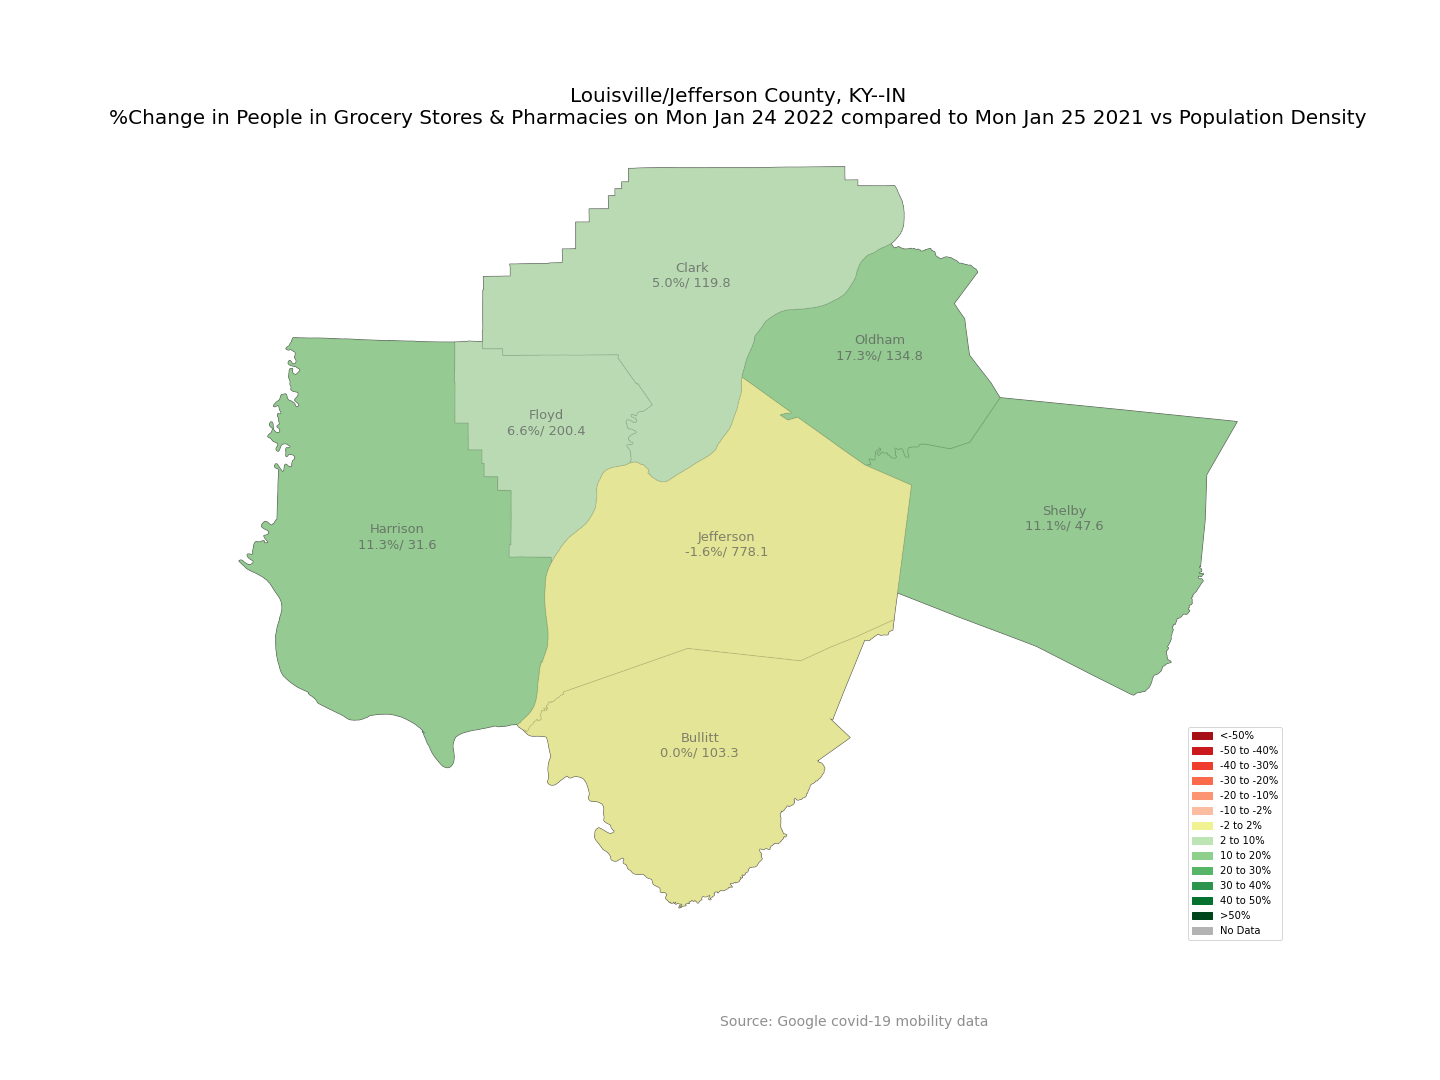 Louisville/Jefferson County, KY--IN
%Change in People in Grocery Stores & Pharmacies on Mon Jan 24 2022 compared to Mon Jan 25 2021 vs Population Density
Clark
5.0%/ 119.8
Oldham
17.3%/ 134.8
Floyd
6.6%/ 200.4
Shelby
11.1%/ 47.6
Harrison
11.3%/ 31.6
Jefferson
-1.6%/ 778.1
Bullitt
0.0%/ 103.3
<-50%
-50 to -40%
-40 to -30%
-30 to -20%
-20 to -10%
-10 to -2%
-2 to 2%
2 to 10%
10 to 20%
20 to 30%
30 to 40%
40 to 50%
>50%
No Data
Source: Google covid-19 mobility data